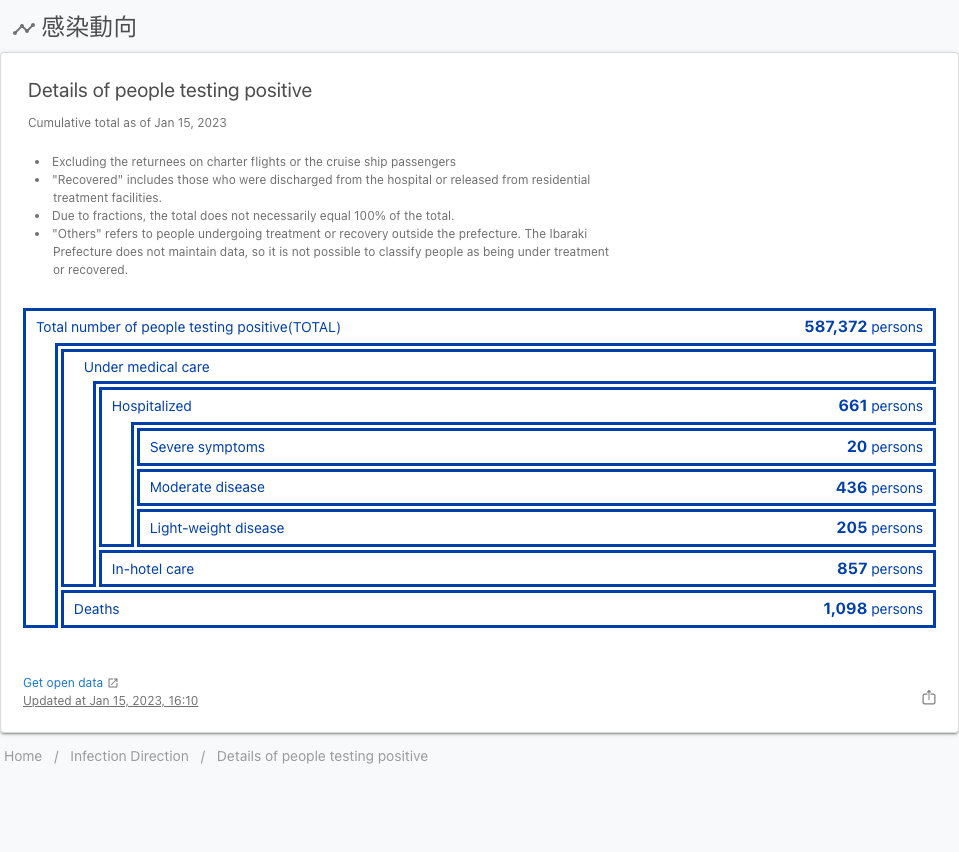 感染動向
Details of people testing positive
Cumulative total as of Jan 15, 2023
• Excluding the returnees on charter flights or the cruise ship passengers
• "Recovered" includes those who were discharged from the hospital or released from residential
treatment facilities.
• Due to fractions, the total does not necessarily equal 100% of the total.
• "Others" refers to people undergoing treatment or recovery outside the prefecture. The Ibaraki
Prefecture does not maintain data, so it is not possible to classify people as being under treatment
or recovered.
Total number of people testing positive(TOTAL) 587,372 persons
Under medical care
Hospitalized 661 persons
Severe symptoms 20 persons
Moderate disease 436 persons
Light-weight disease 205 persons
In-hotel care 857 persons
Deaths 1,098 persons
Get open data
Updated at Jan 15, 2023, 16:10
Home / Infection Direction / Details of people testing positive